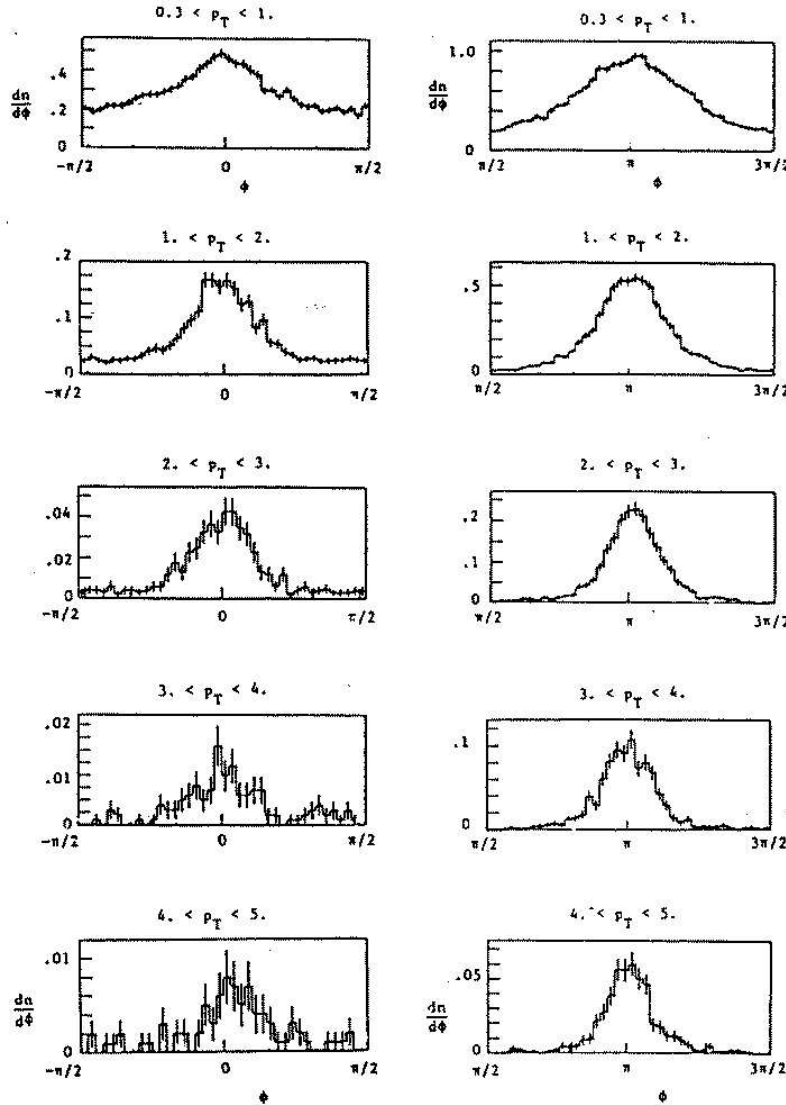 0.3 < p_T < 1.
.4
dn
dφ
.2
0
-π/2 0 π/2
φ
0.3 < p_T < 1.
1.0
dn
dφ
0
π/2 π 3π/2
φ
1. < p_T < 2.
.2
.1
0
-π/2 0 π/2
1. < p_T < 2.
.5
0
π/2 π 3π/2
2. < p_T < 3.
.04
.02
0
-π/2 0 π/2
2. < p_T < 3.
.2
.1
0
π/2 π 3π/2
3. < p_T < 4.
.02
.01
0
-π/2 0 π/2
3. < p_T < 4.
.1
0
π/2 π 3π/2
4. < p_T < 5.
.01
dn
dφ
0
-π/2 0 π/2
φ
4. < p_T < 5.
.05
dn
dφ
0
π/2 π 3π/2
φ